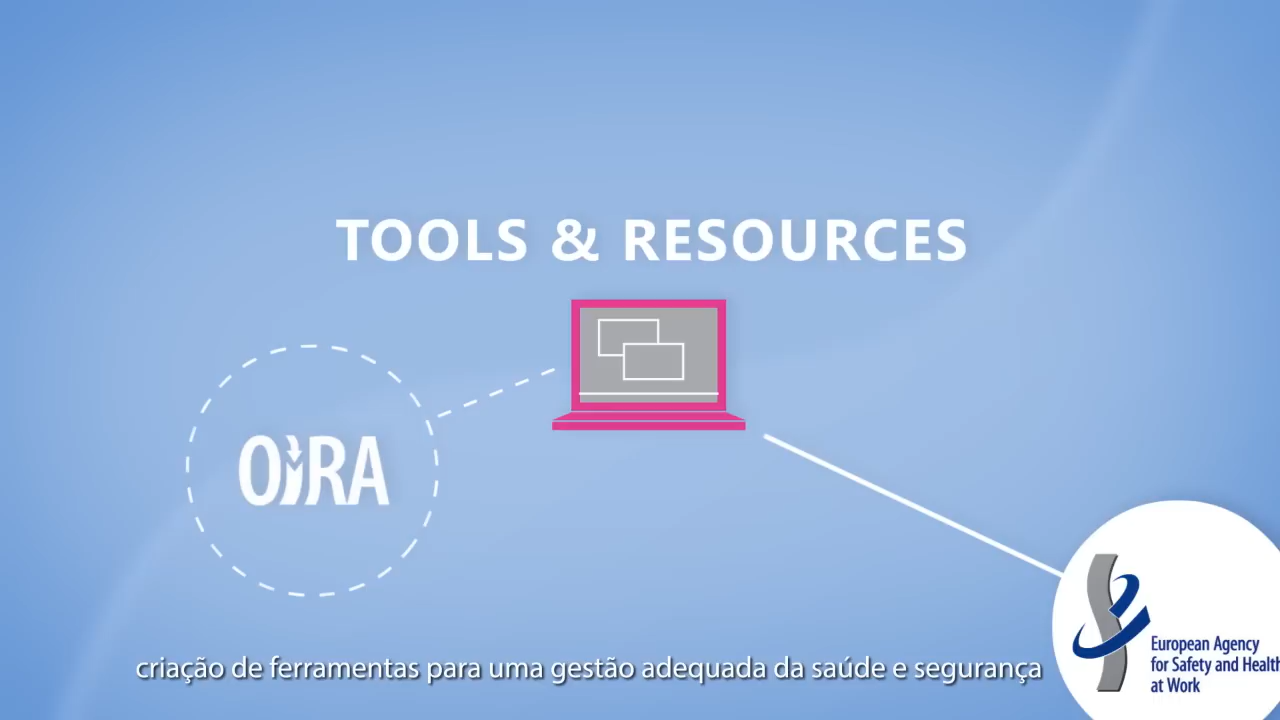 TOOLS & RESOURCES
OiRA
European Agency
for Safety and Health
at Work
criação de ferramentas para uma gestão adequada da saúde e segurança